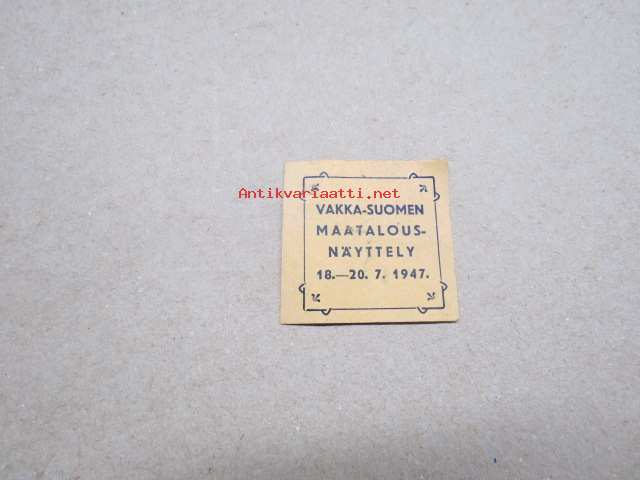 Antikvariaatti.net
VAKKA-SUOMEN
MAATALOUS-
NÄYTTELY
18.—20. 7. 1947.